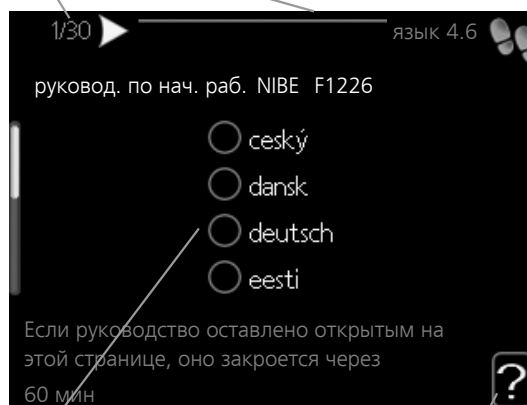 1/30 язык 4.6
руковод. по нач. раб. NIBE F1226
ceský
dansk
deutsch
eesti
Если руководство оставлено открытым на
этой странице, оно закроется через
60 мин
?